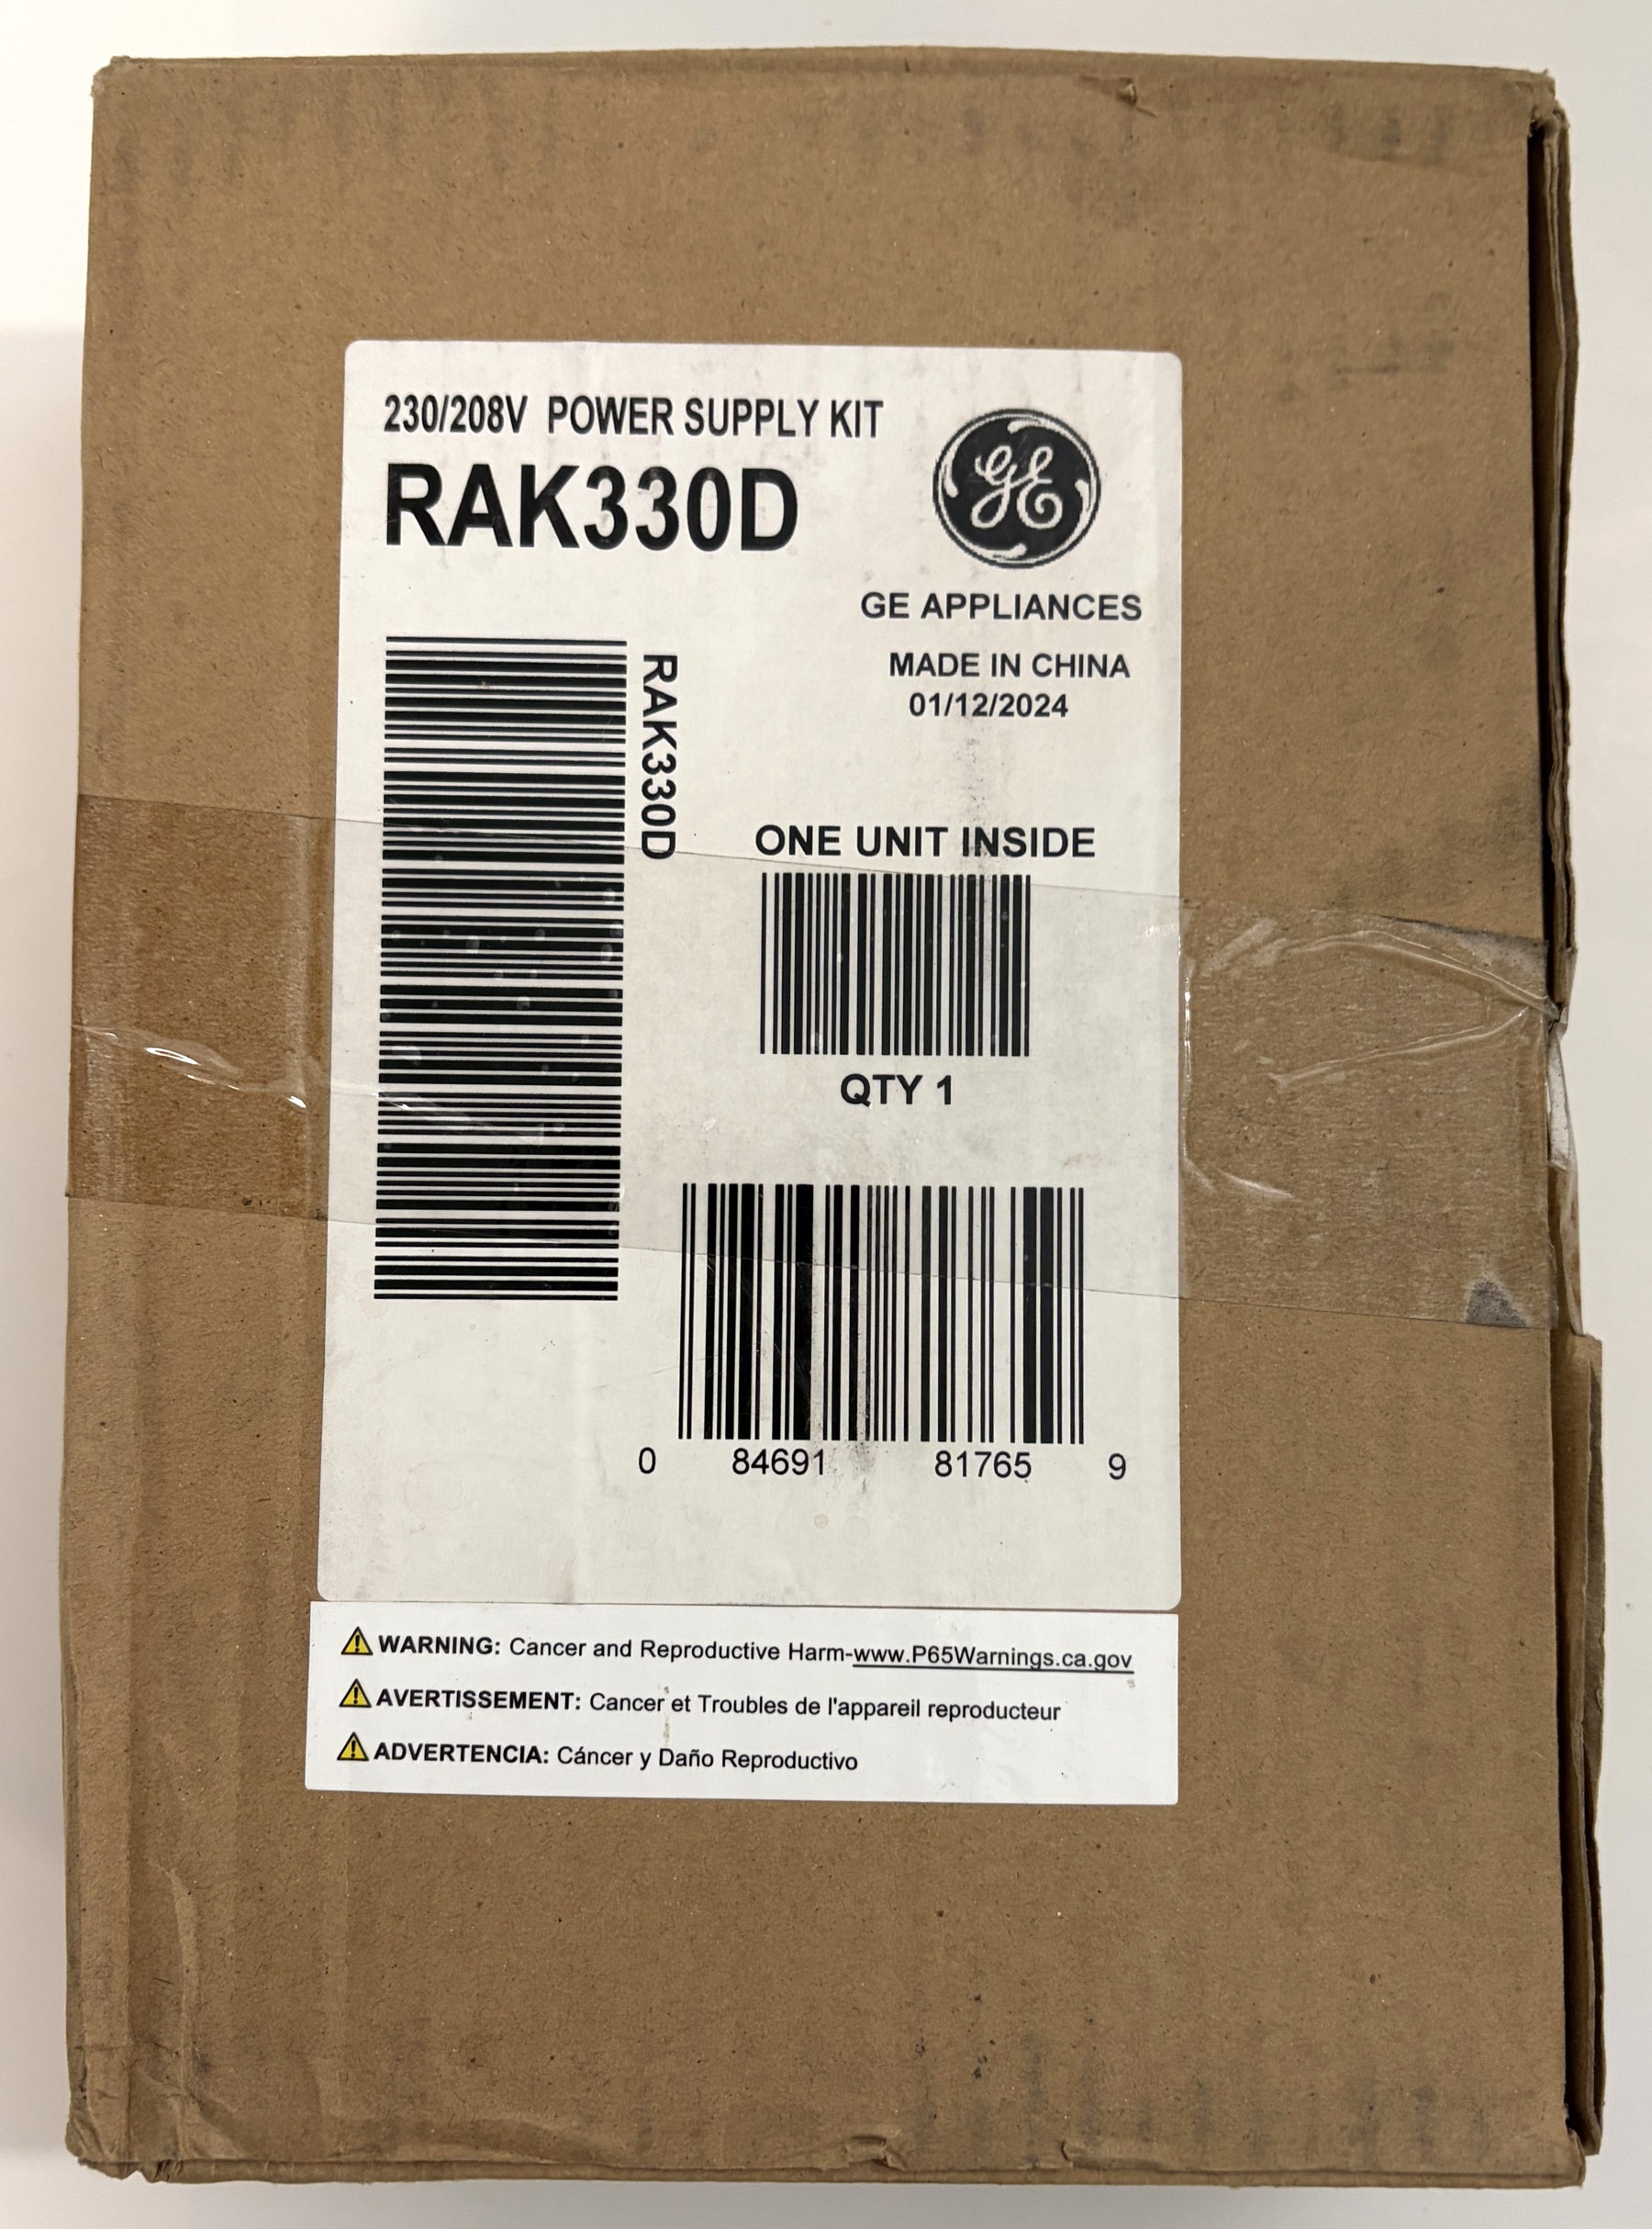 230/208V POWER SUPPLY KIT
RAK330D
GE
GE APPLIANCES
MADE IN CHINA
01/12/2024
RAK330D
ONE UNIT INSIDE
QTY 1
0 84691 81765 9
WARNING: Cancer and Reproductive Harm-www.P65Warnings.ca.gov
AVERTISSEMENT: Cancer et Troubles de l'appareil reproducteur
ADVERTENCIA: Cáncer y Daño Reproductivo